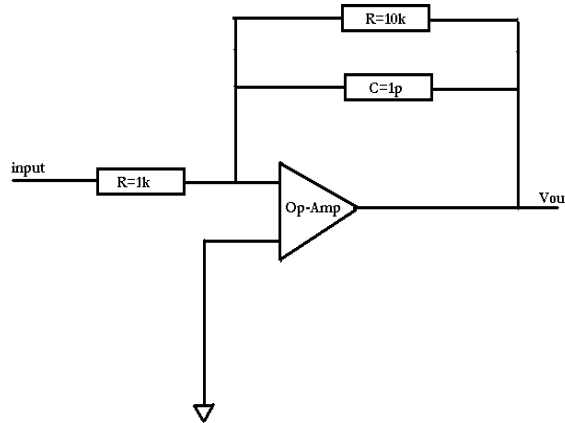 R=10k
C=1p
input
R=1k
Op-Amp
Vou